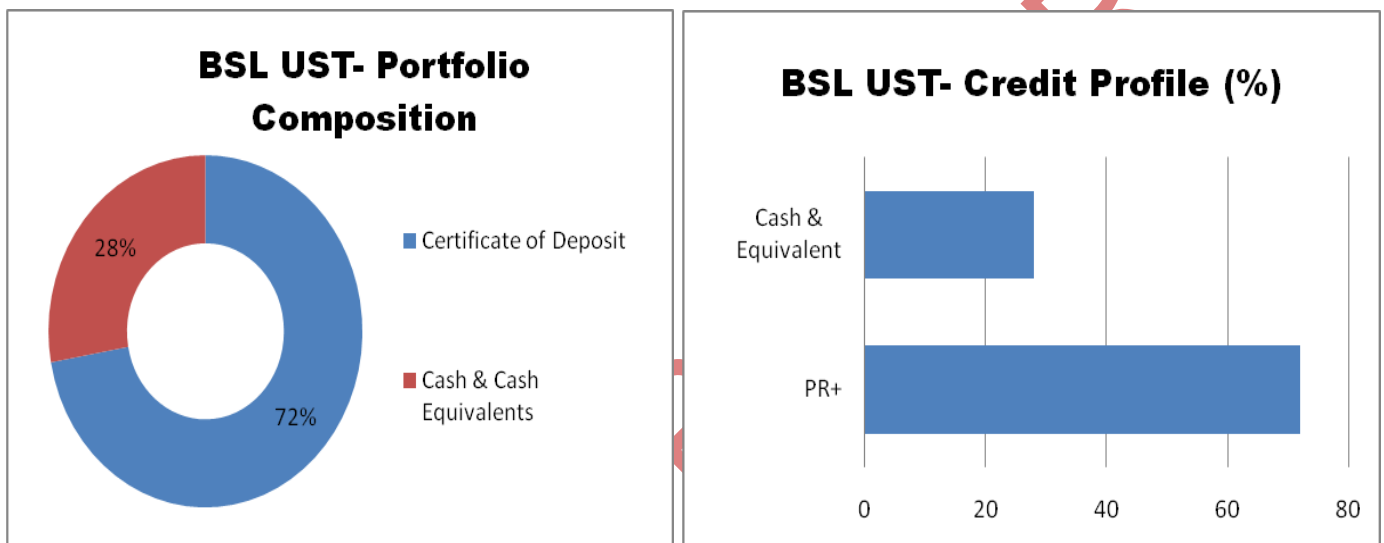 BSL UST- Portfolio
Composition
28%
72%
Certificate of Deposit
Cash & Cash
Equivalents
BSL UST- Credit Profile (%)
Cash &
Equivalent
PR+
0 20 40 60 80